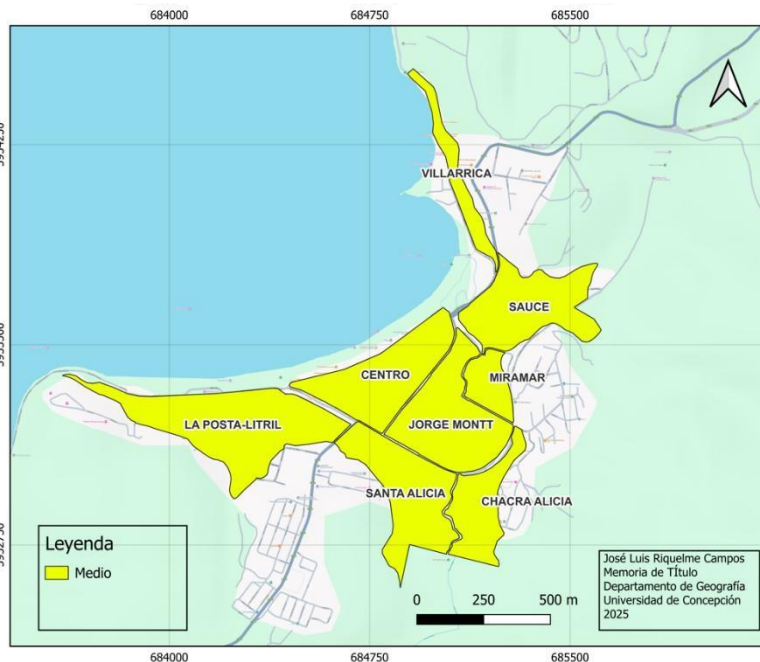 684000 684750 685500
VILLARRICA
SAUCE
CENTRO
MIRAMAR
LA POSTA-LITRIL
JORGE MONTT
SANTA ALICIA
CHACRA ALICIA
Leyenda
Medio
0 250 500 m
José Luis Riquelme Campos
Memoria de Título
Departamento de Geografía
Universidad de Concepción
2025
684000 684750 685500